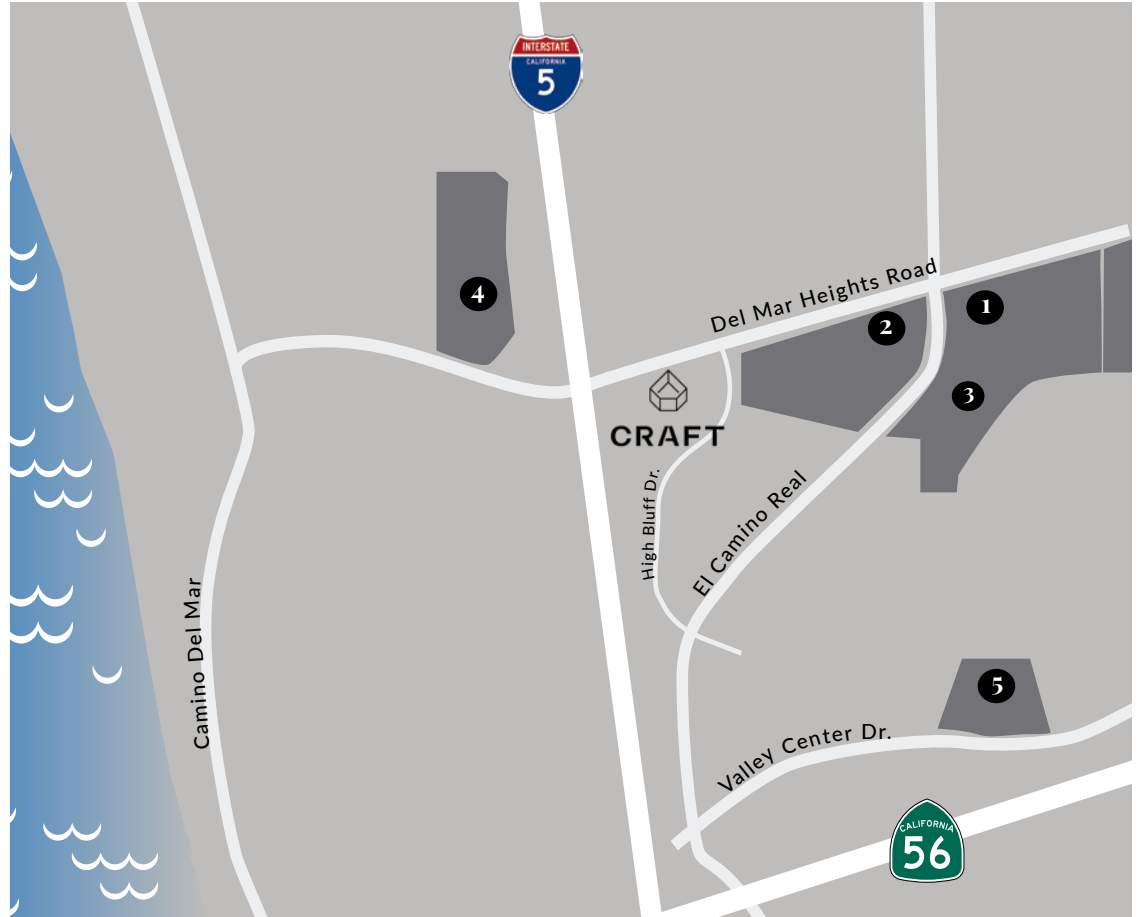 INTERSTATE
CALIFORNIA
5
4
Del Mar Heights Road
1
2
3
CRAFT
High Bluff Dr.
El Camino Real
Camino Del Mar
5
Valley Center Dr.
CALIFORNIA
56